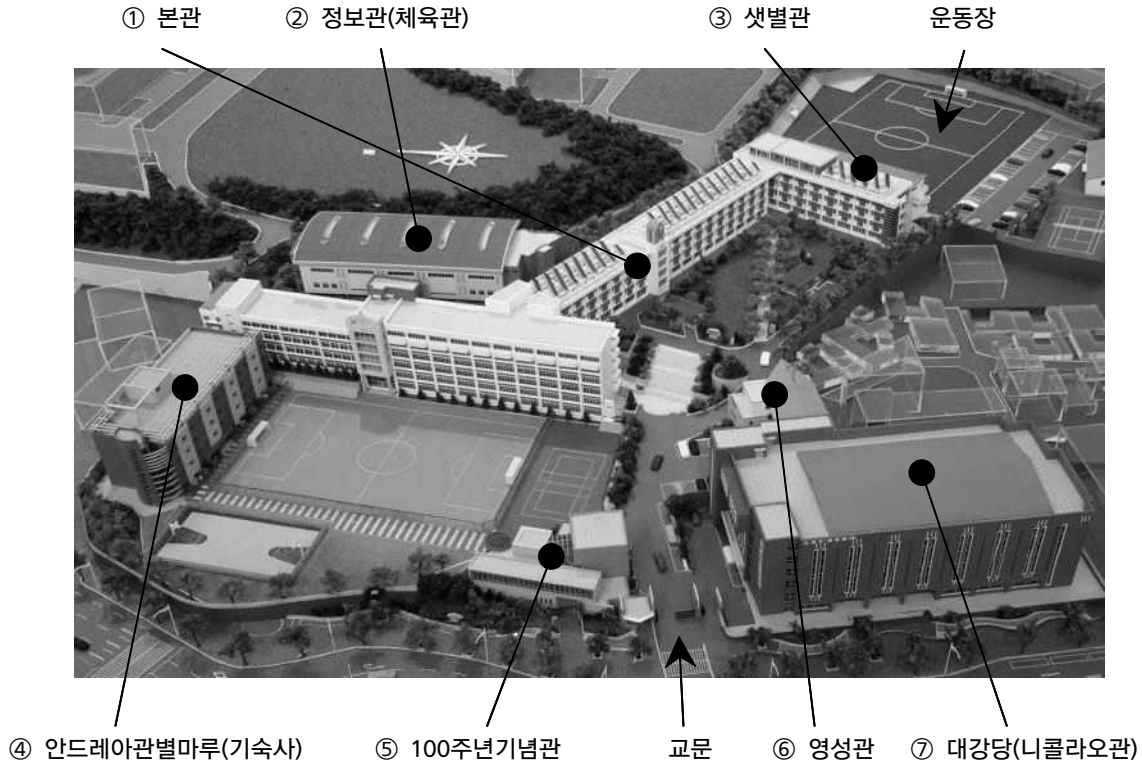 ① 본관
② 정보관(체육관)
③ 샛별관
운동장
④ 안드레아관별마루(기숙사)
⑤ 100주년기념관
교문
⑥ 영성관
⑦ 대강당(니콜라오관)